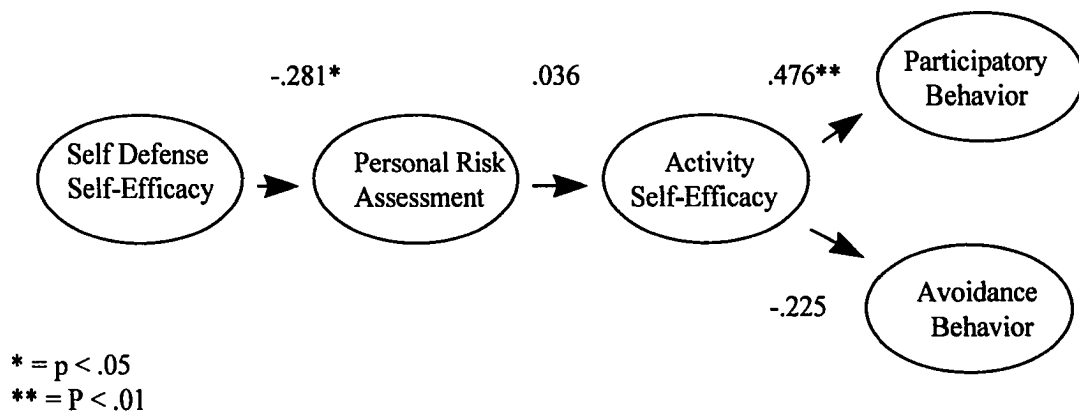 -.281*
.036
.476**
Participatory
Behavior
Self Defense
Self-Efficacy
Personal Risk
Assessment
Activity
Self-Efficacy
-.225
Avoidance
Behavior
* = p < .05
** = P < .01